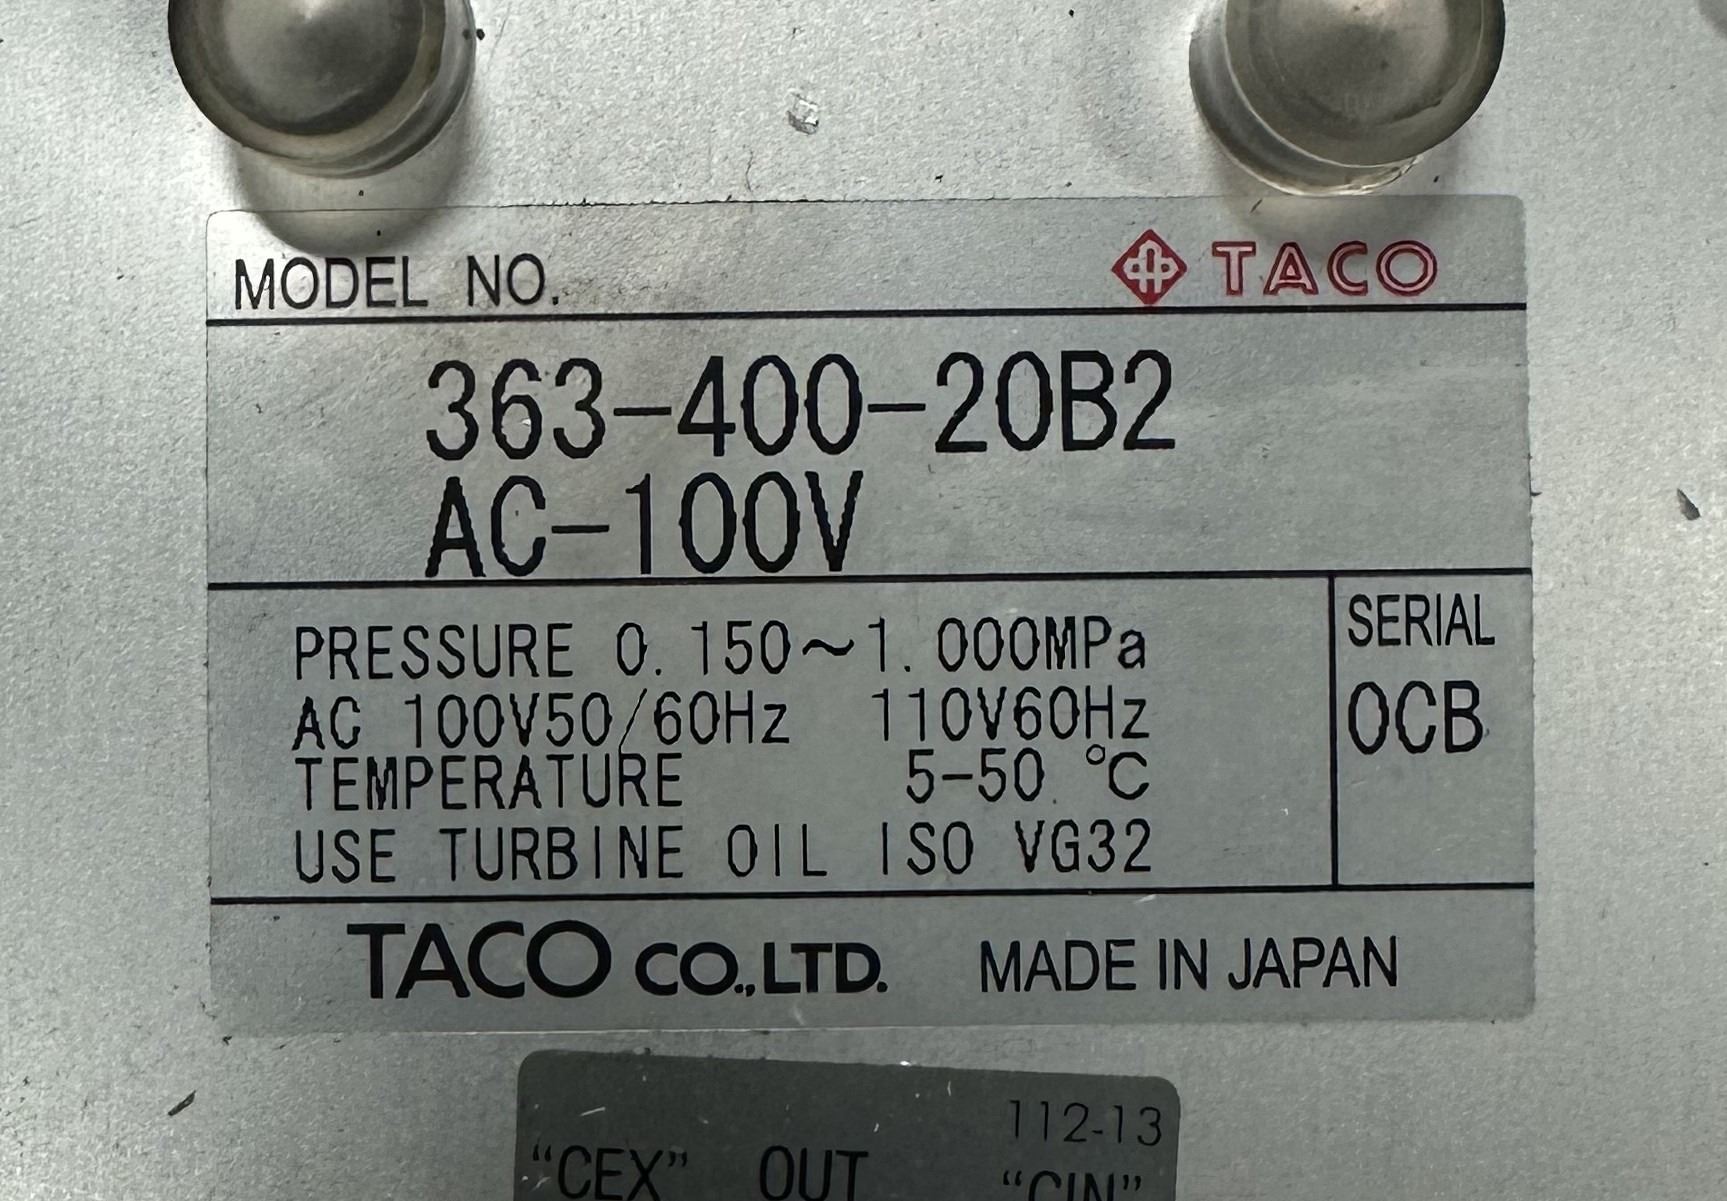 MODEL NO. TACO
363-400-20B2
AC-100V
PRESSURE 0.150~1.000MPa
AC 100V50/60Hz 110V60Hz
TEMPERATURE 5-50 ℃
USE TURBINE OIL ISO VG32
SERIAL
OCB
TACO CO.,LTD. MADE IN JAPAN
112-13
"CEX" OUT "CIN"